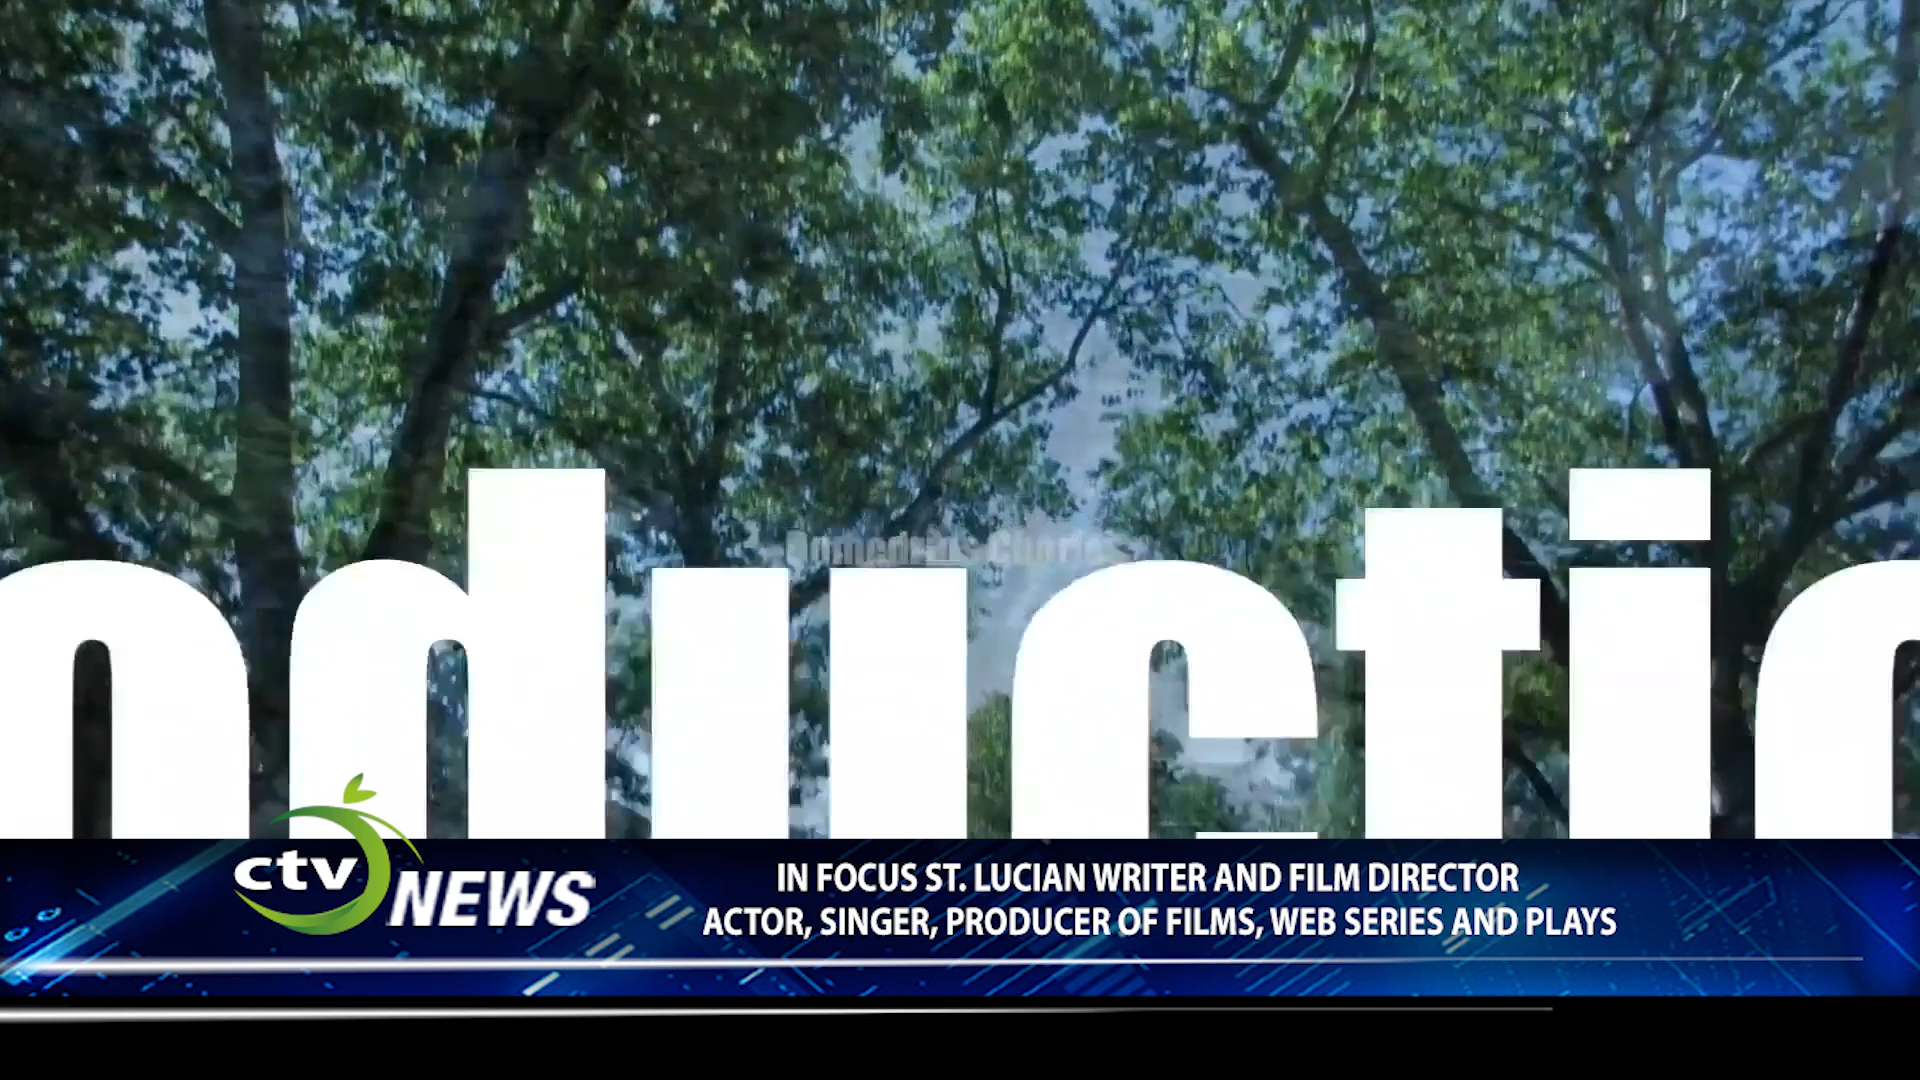 oductio
ctv
NEWS
IN FOCUS ST. LUCIAN WRITER AND FILM DIRECTOR
ACTOR, SINGER, PRODUCER OF FILMS, WEB SERIES AND PLAYS